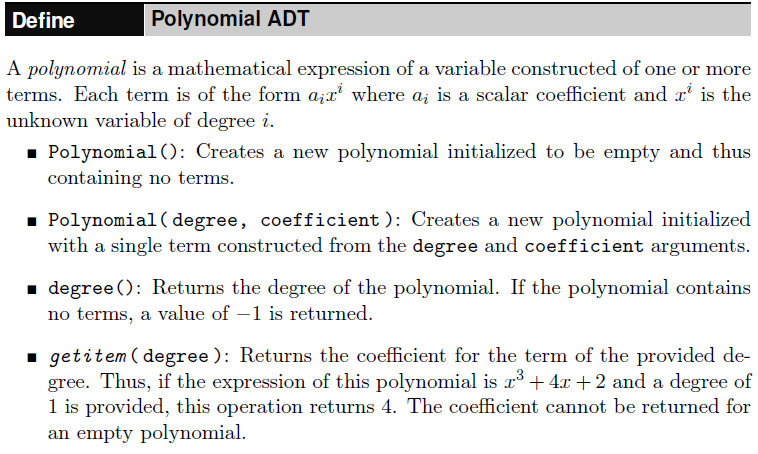 Define Polynomial ADT
A polynomial is a mathematical expression of a variable constructed of one or more
terms. Each term is of the form aᵢxⁱ where aᵢ is a scalar coefficient and xⁱ is the
unknown variable of degree i.
■ Polynomial(): Creates a new polynomial initialized to be empty and thus
containing no terms.
■ Polynomial( degree, coefficient ): Creates a new polynomial initialized
with a single term constructed from the degree and coefficient arguments.
■ degree(): Returns the degree of the polynomial. If the polynomial contains
no terms, a value of −1 is returned.
■ getitem( degree ): Returns the coefficient for the term of the provided de-
gree. Thus, if the expression of this polynomial is x³ + 4x + 2 and a degree of
1 is provided, this operation returns 4. The coefficient cannot be returned for
an empty polynomial.